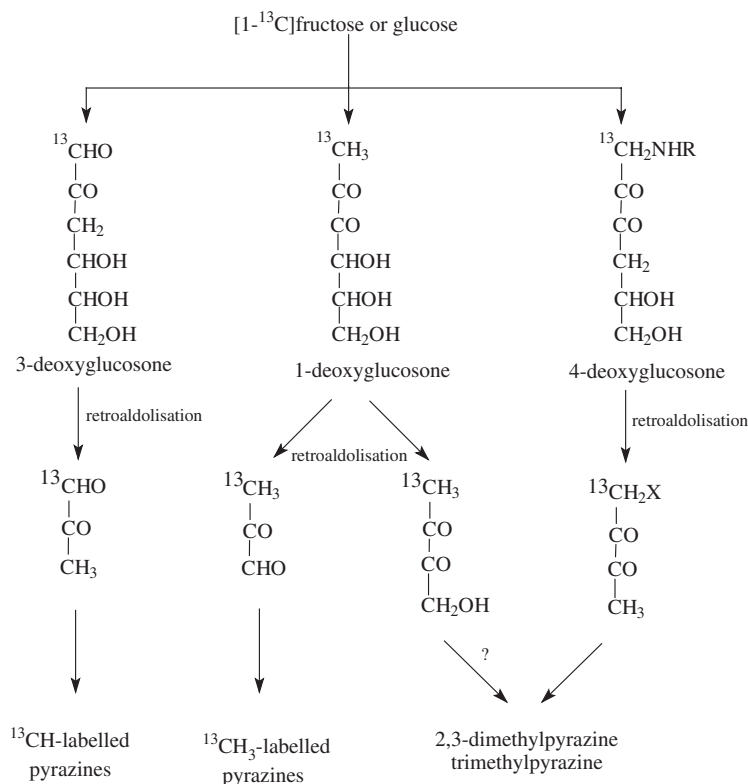 [1-¹³C]fructose or glucose
¹³CHO
CO
CH₂
CHOH
CHOH
CH₂OH
3-deoxyglucosone
¹³CH₃
CO
CO
CHOH
CHOH
CH₂OH
1-deoxyglucosone
¹³CH₂NHR
CO
CO
CH₂
CHOH
CH₂OH
4-deoxyglucosone
retroaldolisation
retroaldolisation
retroaldolisation
¹³CHO
CO
CH₃
¹³CH₃
CO
CHO
¹³CH₃
CO
CO
CH₂OH
¹³CH₂X
CO
CO
CH₃
?
¹³CH-labelled
pyrazines
¹³CH₃-labelled
pyrazines
2,3-dimethylpyrazine
trimethylpyrazine